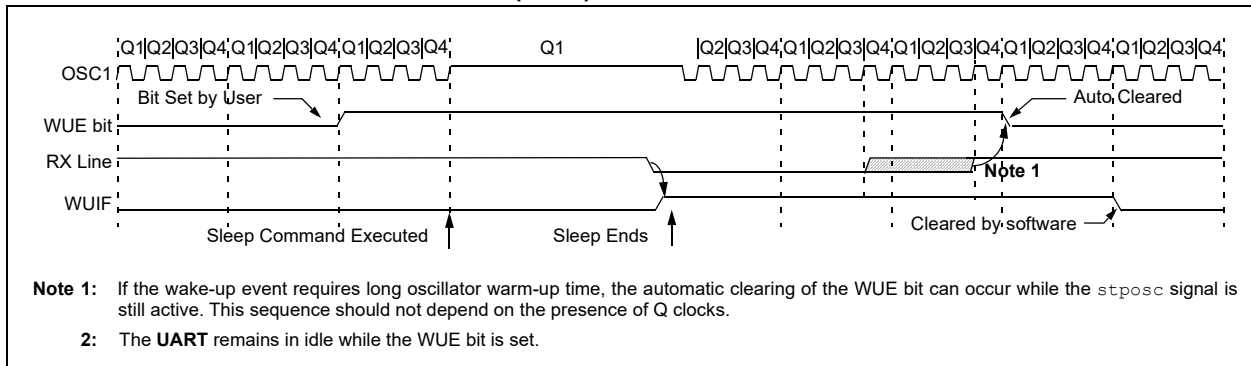 Q1 Q2 Q3 Q4 Q1 Q2 Q3 Q4 Q1 Q2 Q3 Q4 Q1 Q2 Q3 Q4 Q1 Q2 Q3 Q4 Q1 Q2 Q3 Q4 Q1 Q2 Q3 Q4 Q1 Q2 Q3 Q4
OSC1
Bit Set by User
Auto Cleared
WUE bit
RX Line
Note 1
WUIF
Cleared by software
Sleep Command Executed
Sleep Ends
Note 1: If the wake-up event requires long oscillator warm-up time, the automatic clearing of the WUE bit can occur while the stposc signal is
still active. This sequence should not depend on the presence of Q clocks.
2: The UART remains in idle while the WUE bit is set.